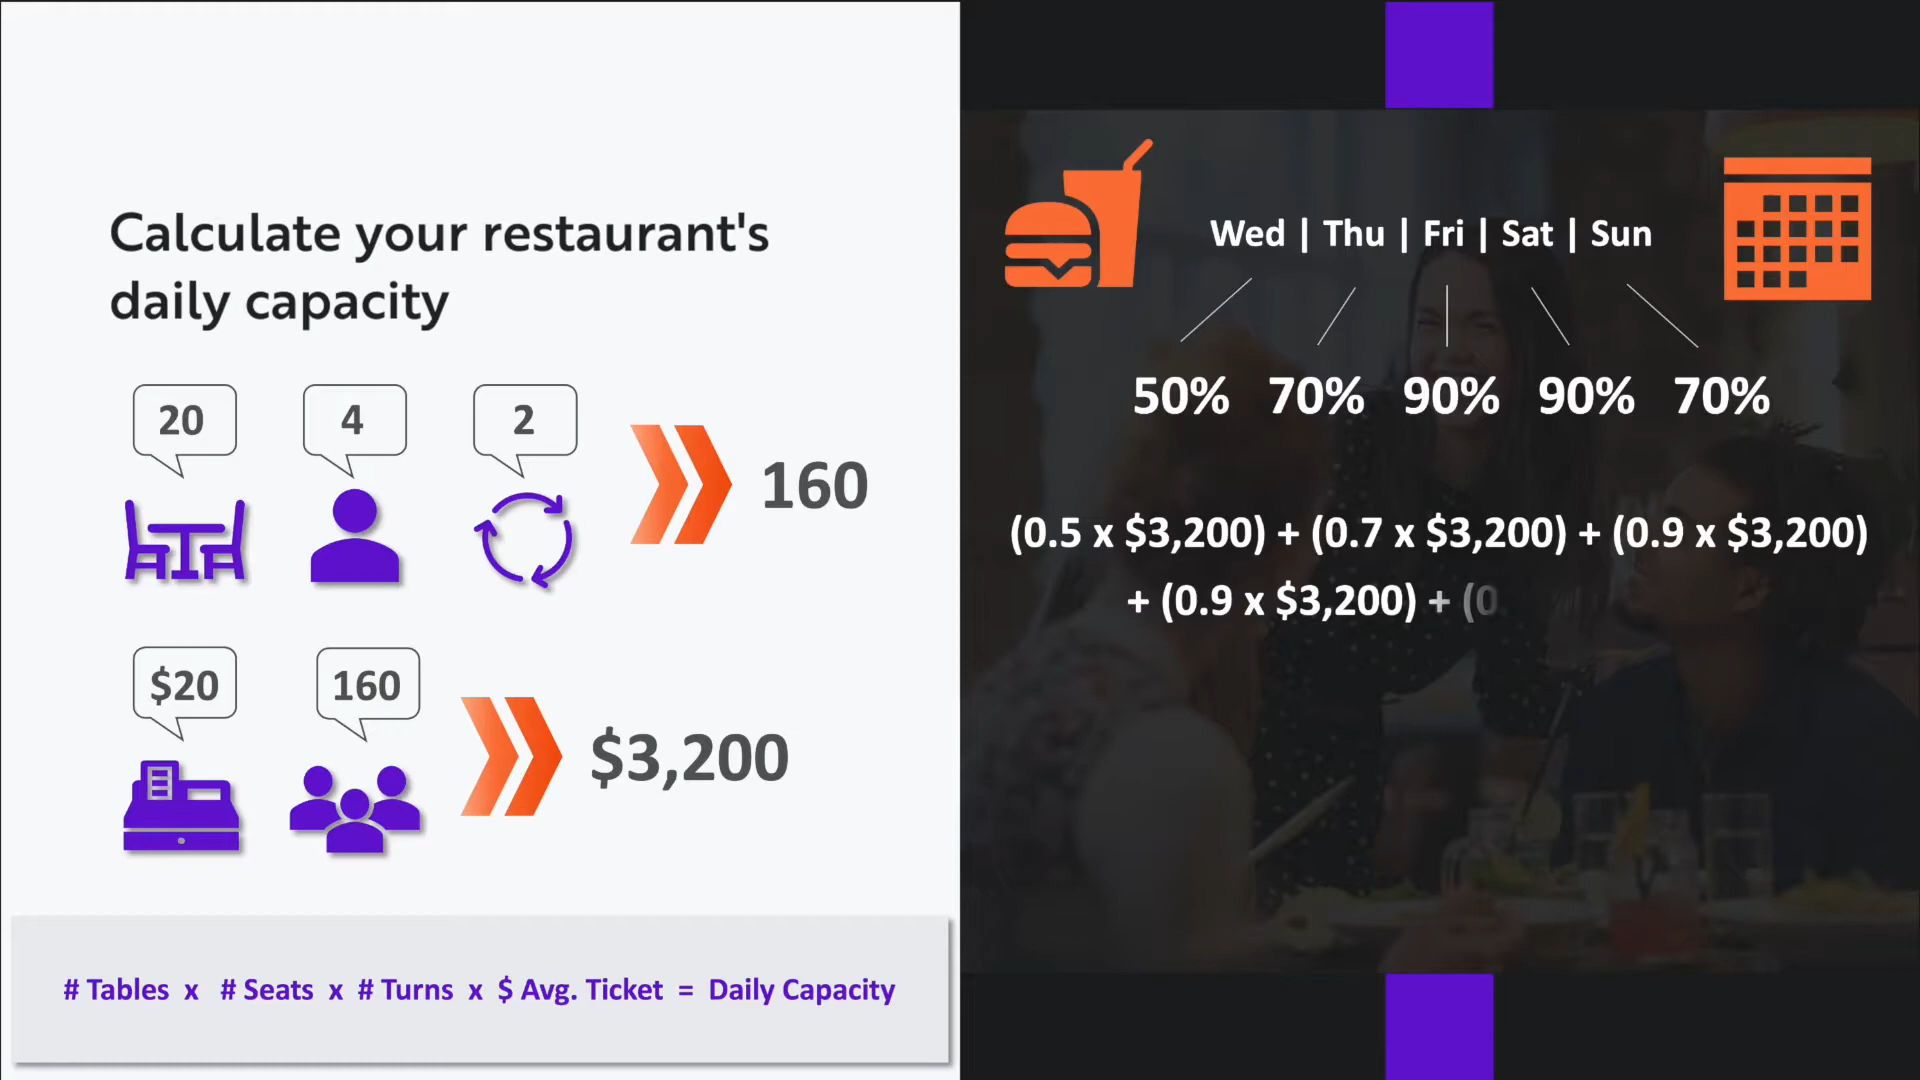 Calculate your restaurant's
daily capacity
20 4 2
160
$20 160
$3,200
# Tables x # Seats x # Turns x $ Avg. Ticket = Daily Capacity
Wed | Thu | Fri | Sat | Sun
50% 70% 90% 90% 70%
(0.5 x $3,200) + (0.7 x $3,200) + (0.9 x $3,200)
+ (0.9 x $3,200) + (0.